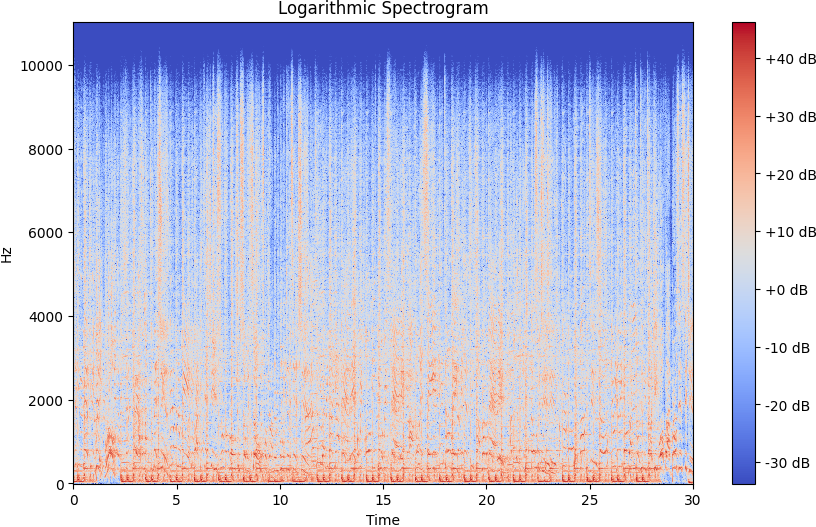 Logarithmic Spectrogram
10000
8000
6000
4000
2000
0
Hz
0 5 10 15 20 25 30
Time
+40 dB
+30 dB
+20 dB
+10 dB
+0 dB
-10 dB
-20 dB
-30 dB